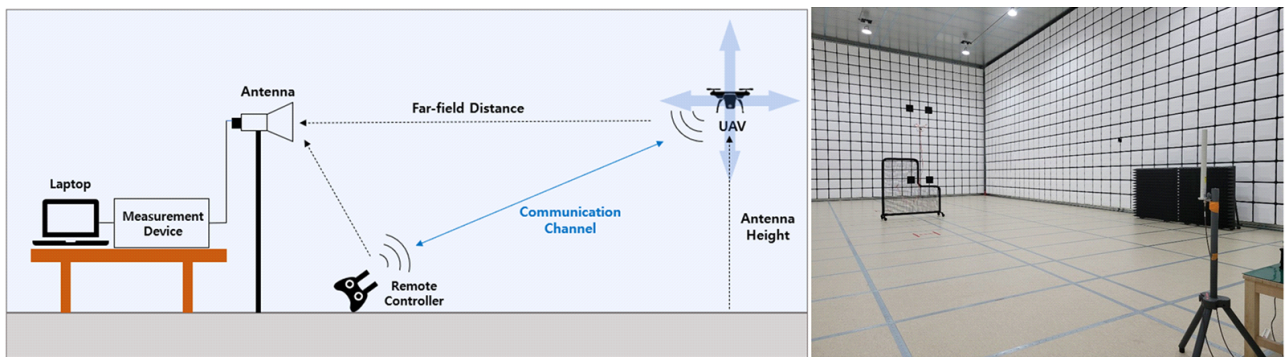 Antenna
Far-field Distance
UAV
Laptop
Measurement
Device
Communication
Channel
Antenna
Height
Remote
Controller